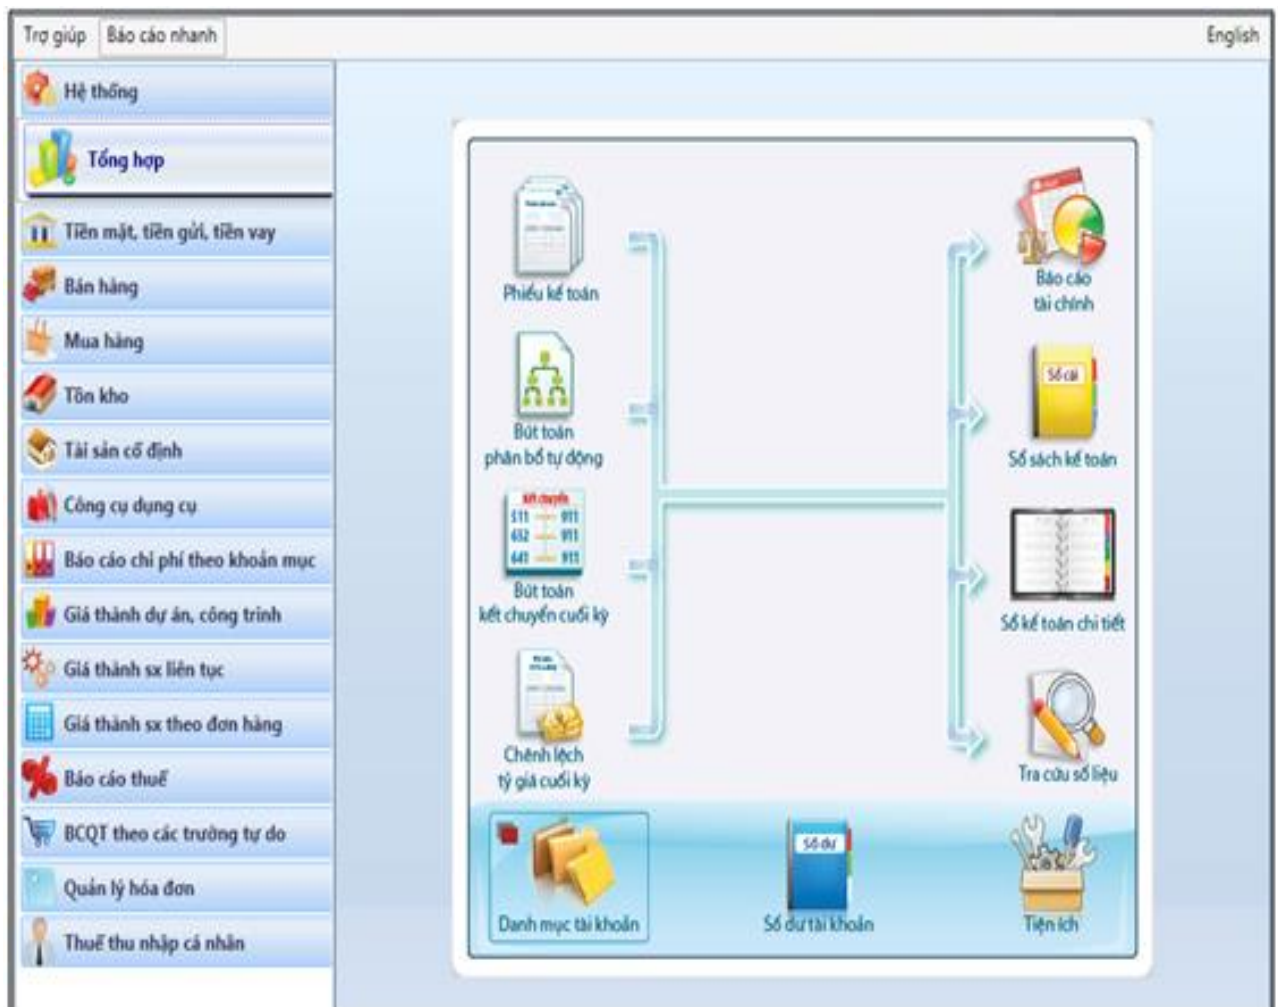 Trợ giúp
Báo cáo nhanh
English
Hệ thống
Tổng hợp
Tiền mặt, tiền gửi, tiền vay
Bán hàng
Mua hàng
Tồn kho
Tài sản cố định
Công cụ dụng cụ
Báo cáo chi phí theo khoản mục
Giá thành dự án, công trình
Giá thành sx liên tục
Giá thành sx theo đơn hàng
Báo cáo thuế
BCQT theo các trường tự do
Quản lý hóa đơn
Thuế thu nhập cá nhân
Phiếu kế toán
Bút toán
phân bổ tự động
Kết chuyển
511 911
632 911
641 911
Bút toán
kết chuyển cuối kỳ
Chênh lệch
tỷ giá cuối kỳ
Báo cáo
tài chính
Sổ cái
Sổ sách kế toán
Sổ kế toán chi tiết
Tra cứu số liệu
Danh mục tài khoản
Số dư
Số dư tài khoản
Tiện ích